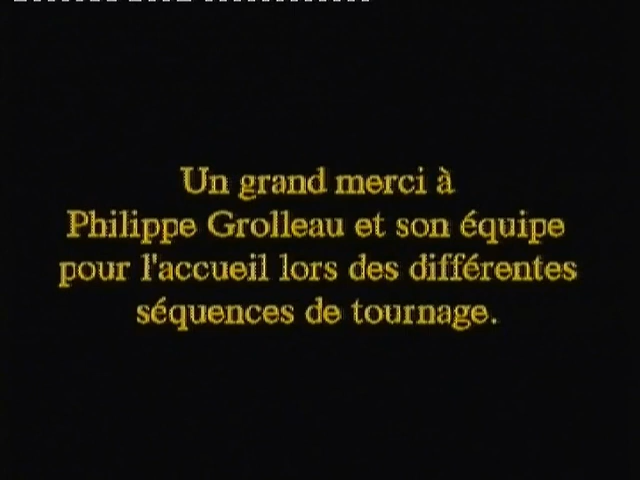 Un grand merci à
Philippe Grolleau et son équipe
pour l'accueil lors des différentes
séquences de tournage.